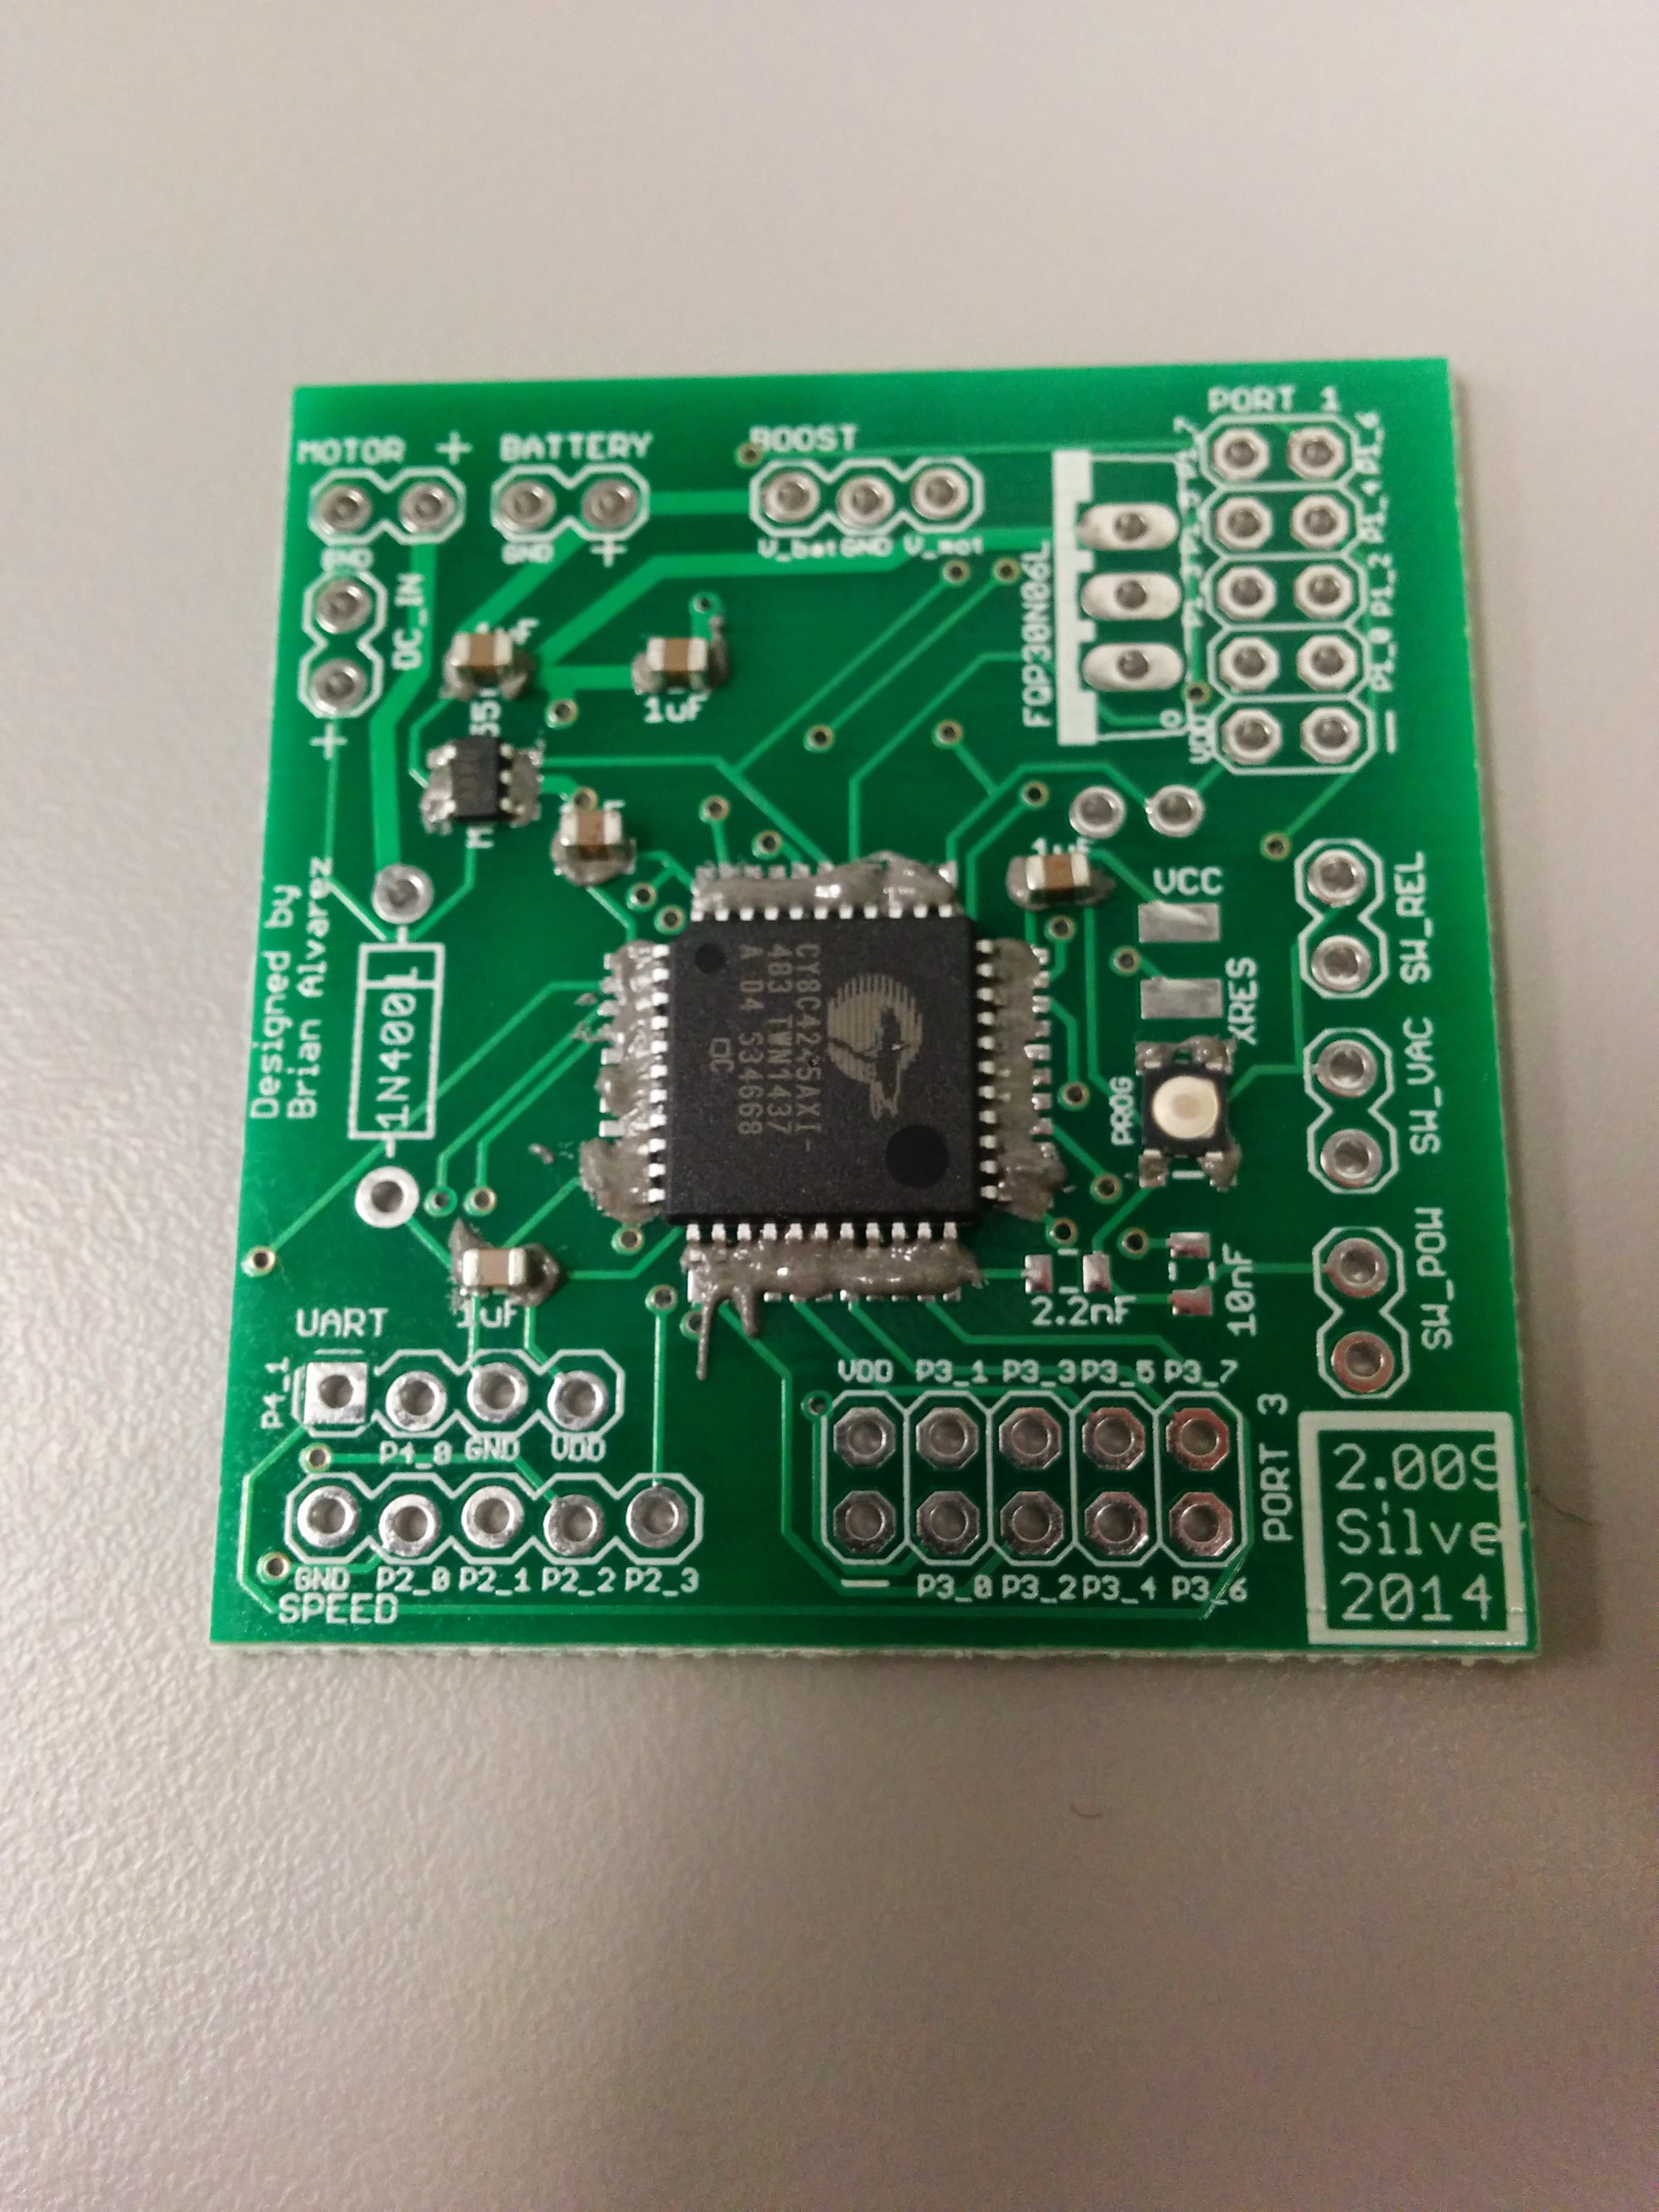 PORT 1
MOTOR + BATTERY
BOOST
P1_6
P1_4
P1_2
P1_0
GND +
V_bat GND V_mot
DC_IN
+
FQP30N06L
VDD
1uF
1uF
VCC
XRES
PROG
SW_REL
SW_VAC
SW_POW
Designed by
Brian Alvarez
1N4001
CY8C4245AXI-
483 TWN1437
A 04 S34668
1uF
2.2nF
10nF
UART
P4_1
P4_0 GND VDD
VDD P3_1 P3_3 P3_5 P3_7
PORT 3
GND P2_0 P2_1 P2_2 P2_3
SPEED
— P3_0 P3_2 P3_4 P3_6
2.00S
Silve
2014